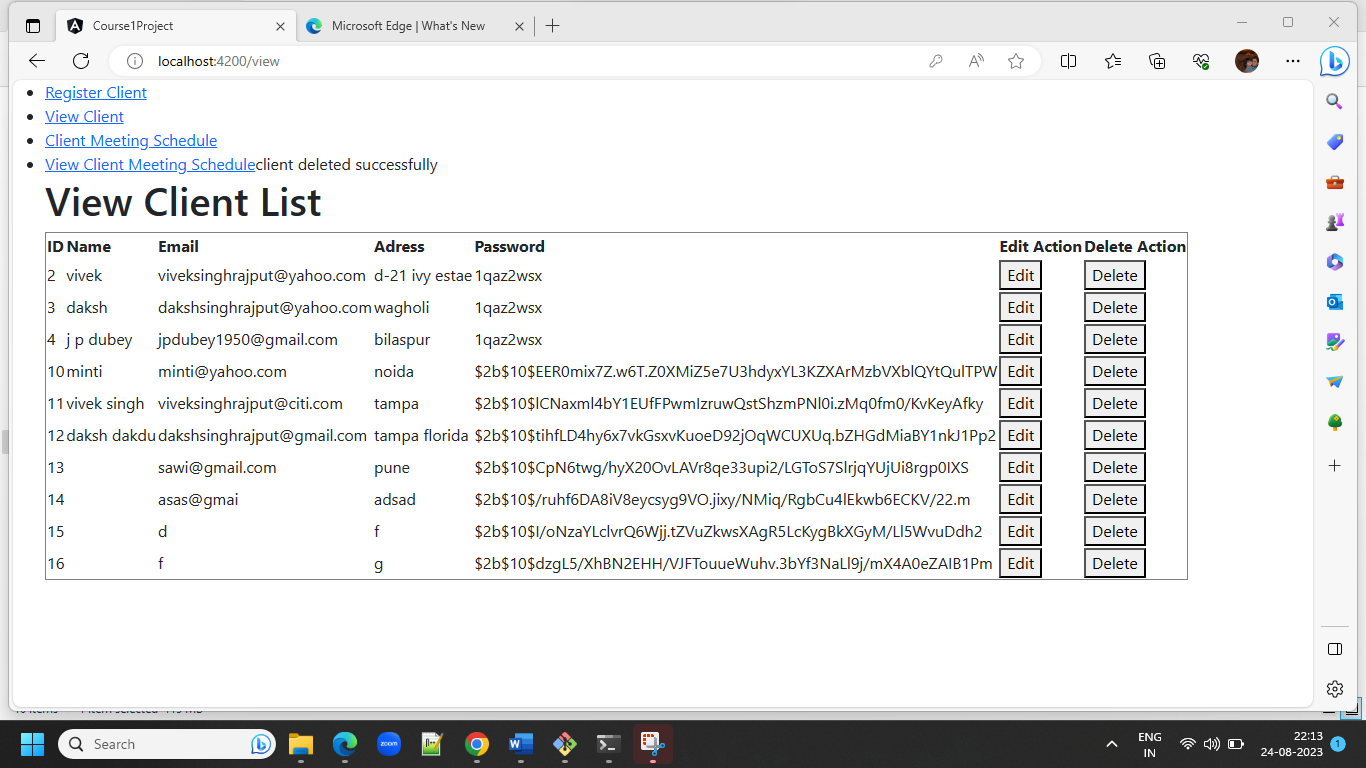 Course1Project
Microsoft Edge | What's New
localhost:4200/view
Register Client
View Client
Client Meeting Schedule
View Client Meeting Scheduleclient deleted successfully
View Client List
ID Name Email Adress Password Edit Action Delete Action
2 vivek viveksinghrajput@yahoo.com d-21 ivy estae 1qaz2wsx Edit Delete
3 daksh dakshsinghrajput@yahoo.com wagholi 1qaz2wsx Edit Delete
4 j p dubey jpdubey1950@gmail.com bilaspur 1qaz2wsx Edit Delete
10 minti minti@yahoo.com noida $2b$10$EER0mix7Z.w6T.Z0XMiZ5e7U3hdyxYL3KZXArMzbVXblQYtQulTPW Edit Delete
11 vivek singh viveksinghrajput@citi.com tampa $2b$10$lCNaxml4bY1EUfFPwmIzruwQstShzmPNl0i.zMq0fm0/KvKeyAfky Edit Delete
12 daksh dakdu dakshsinghrajput@gmail.com tampa florida $2b$10$tihfLD4hy6x7vkGsxvKuoeD92jOqWCUXUq.bZHGdMiaBY1nkJ1Pp2 Edit Delete
13 sawi@gmail.com pune $2b$10$CpN6twg/hyX20OvLAVr8qe33upi2/LGToS7SlrjqYUjUi8rgp0IXS Edit Delete
14 asas@gmai adsad $2b$10$/ruhf6DA8iV8eycsyg9VO.jixy/NMiq/RgbCu4lEkwb6ECKV/22.m Edit Delete
15 d f $2b$10$I/oNzaYLclvrQ6Wjj.tZVuZkwsXAgR5LcKygBkXGyM/Ll5WvuDdh2 Edit Delete
16 f g $2b$10$dzgL5/XhBN2EHH/VJFTouueWuhv.3bYf3NaLl9j/mX4A0eZAIB1Pm Edit Delete
Search
zoom
ENG
IN
22:13
24-08-2023
1